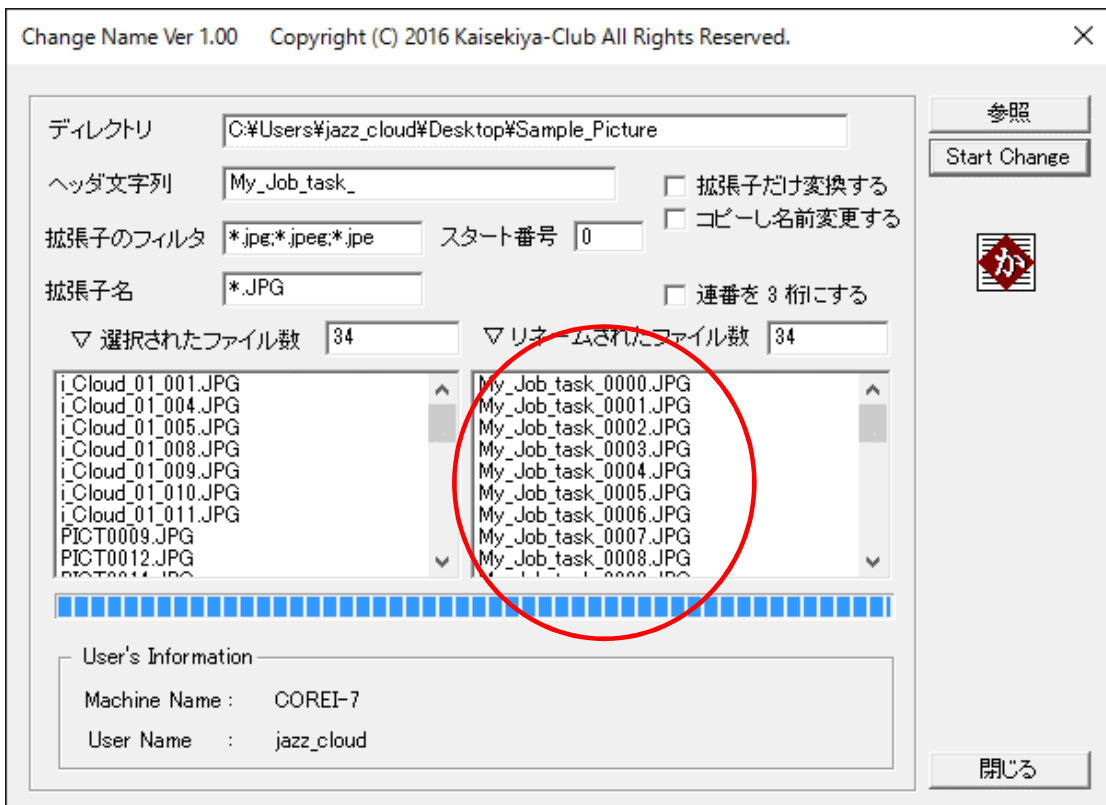 Change Name Ver 1.00 Copyright (C) 2016 Kaisekiya-Club All Rights Reserved.
ディレクトリ C:¥Users¥jazz_cloud¥Desktop¥Sample_Picture
参照
Start Change
ヘッダ文字列 My_Job_task_
拡張子だけ変換する
コピーし名前変更する
拡張子のフィルタ *.jpg;*.jpeg;*.jpe スタート番号 0
か
拡張子名 *.JPG
連番を 3 桁にする
▽ 選択されたファイル数 34
▽ リネームされたファイル数 34
i_Cloud_01_001.JPG
i_Cloud_01_004.JPG
i_Cloud_01_005.JPG
i_Cloud_01_008.JPG
i_Cloud_01_009.JPG
i_Cloud_01_010.JPG
i_Cloud_01_011.JPG
PICT0009.JPG
PICT0012.JPG
My_Job_task_0000.JPG
My_Job_task_0001.JPG
My_Job_task_0002.JPG
My_Job_task_0003.JPG
My_Job_task_0004.JPG
My_Job_task_0005.JPG
My_Job_task_0006.JPG
My_Job_task_0007.JPG
My_Job_task_0008.JPG
User's Information
Machine Name : COREI-7
User Name : jazz_cloud
閉じる